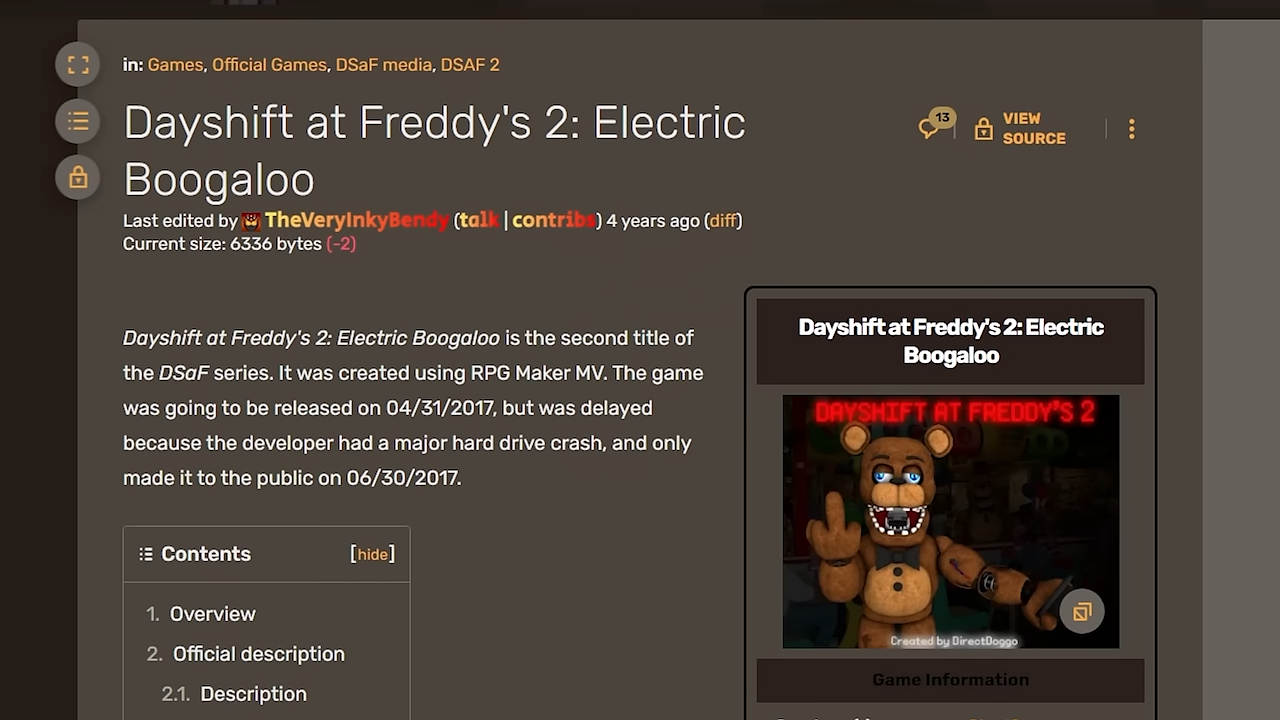 in: Games, Official Games, DSaF media, DSAF 2
Dayshift at Freddy's 2: Electric
Boogaloo
13
VIEW
SOURCE
Last edited by TheVeryInkyBendy (talk | contribs) 4 years ago (diff)
Current size: 6336 bytes (-2)
Dayshift at Freddy's 2: Electric Boogaloo is the second title of
the DSaF series. It was created using RPG Maker MV. The game
was going to be released on 04/31/2017, but was delayed
because the developer had a major hard drive crash, and only
made it to the public on 06/30/2017.
Contents [hide]
1. Overview
2. Official description
2.1. Description
Dayshift at Freddy's 2: Electric
Boogaloo
DAYSHIFT AT FREDDY'S 2
Created by DirectDoggo
Game Information